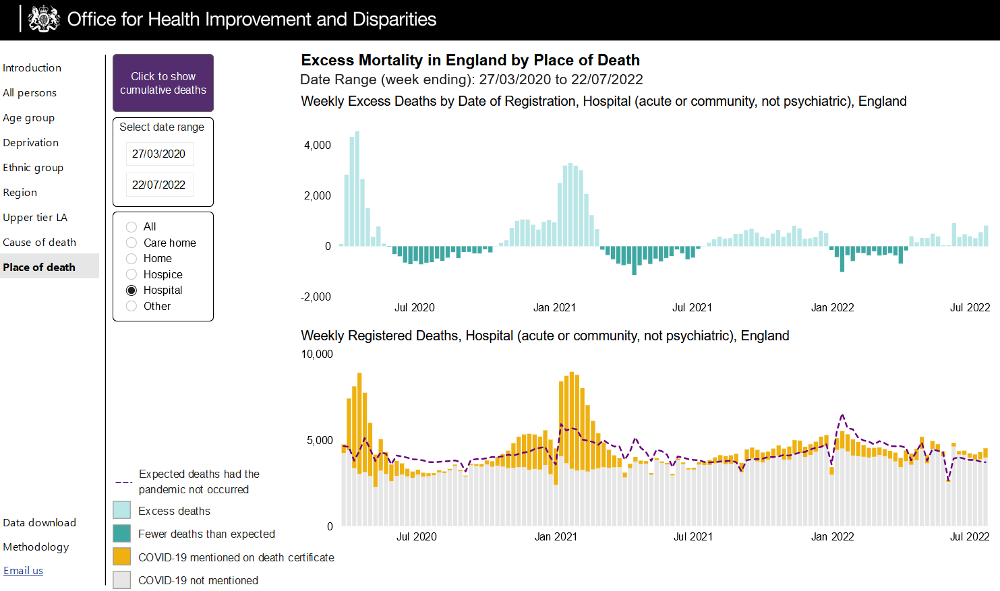 Office for Health Improvement and Disparities
Introduction
All persons
Age group
Deprivation
Ethnic group
Region
Upper tier LA
Cause of death
Place of death
Data download
Methodology
Email us
Click to show
cumulative deaths
Select date range
27/03/2020
22/07/2022
All
Care home
Home
Hospice
Hospital
Other
Expected deaths had the
pandemic not occurred
Excess deaths
Fewer deaths than expected
COVID-19 mentioned on death certificate
COVID-19 not mentioned
Excess Mortality in England by Place of Death
Date Range (week ending): 27/03/2020 to 22/07/2022
Weekly Excess Deaths by Date of Registration, Hospital (acute or community, not psychiatric), England
4,000
2,000
0
-2,000
Jul 2020 Jan 2021 Jul 2021 Jan 2022 Jul 2022
Weekly Registered Deaths, Hospital (acute or community, not psychiatric), England
10,000
5,000
0
Jul 2020 Jan 2021 Jul 2021 Jan 2022 Jul 2022